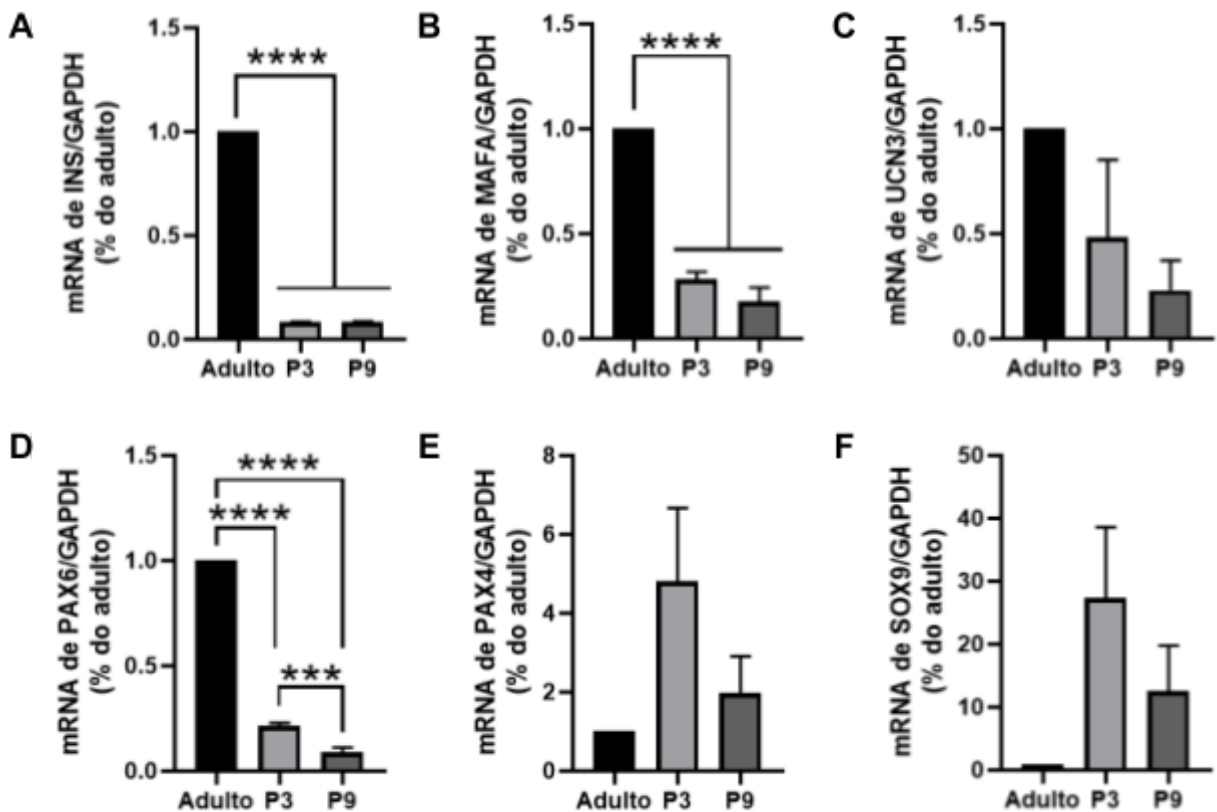 A
mRNA de INS/GAPDH
(% do adulto)
1.5
1.0
0.5
0.0
****
Adulto P3 P9
B
mRNA de MAFA/GAPDH
(% do adulto)
1.5
1.0
0.5
0.0
****
Adulto P3 P9
C
mRNA de UCN3/GAPDH
(% do adulto)
1.5
1.0
0.5
0.0
Adulto P3 P9
D
mRNA de PAX6/GAPDH
(% do adulto)
1.5
1.0
0.5
0.0
****
****
***
Adulto P3 P9
E
mRNA de PAX4/GAPDH
(% do adulto)
8
6
4
2
0
Adulto P3 P9
F
mRNA de SOX9/GAPDH
(% do adulto)
50
40
30
20
10
0
Adulto P3 P9